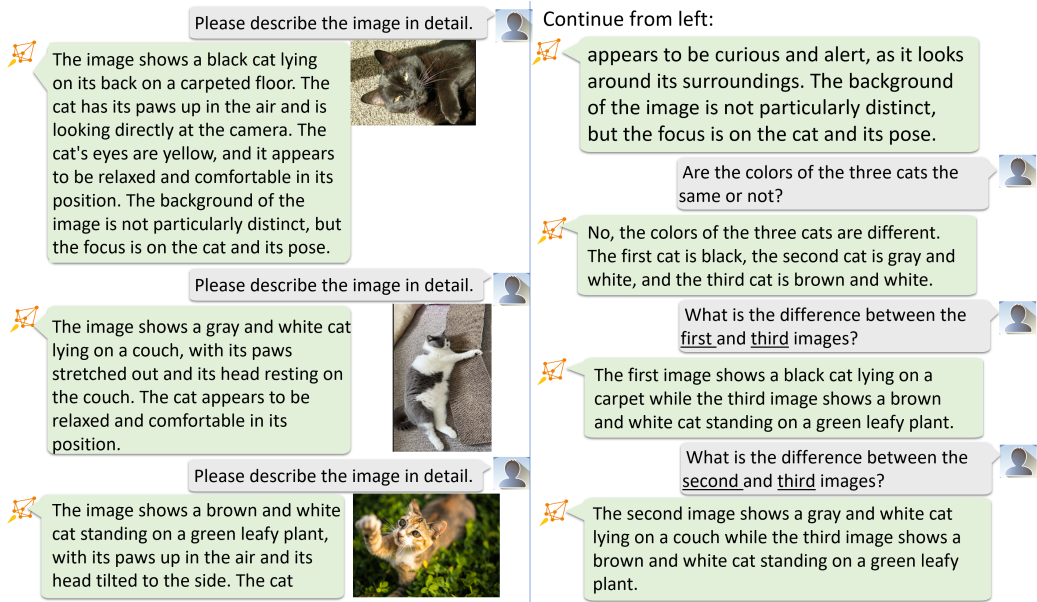 Please describe the image in detail.
The image shows a black cat lying
on its back on a carpeted floor. The
cat has its paws up in the air and is
looking directly at the camera. The
cat's eyes are yellow, and it appears
to be relaxed and comfortable in its
position. The background of the
image is not particularly distinct, but
the focus is on the cat and its pose.
Please describe the image in detail.
The image shows a gray and white cat
lying on a couch, with its paws
stretched out and its head resting on
the couch. The cat appears to be
relaxed and comfortable in its
position.
Please describe the image in detail.
The image shows a brown and white
cat standing on a green leafy plant,
with its paws up in the air and its
head tilted to the side. The cat
Continue from left:
appears to be curious and alert, as it looks
around its surroundings. The background
of the image is not particularly distinct,
but the focus is on the cat and its pose.
Are the colors of the three cats the
same or not?
No, the colors of the three cats are different.
The first cat is black, the second cat is gray and
white, and the third cat is brown and white.
What is the difference between the
first and third images?
The first image shows a black cat lying on a
carpet while the third image shows a brown
and white cat standing on a green leafy plant.
What is the difference between the
second and third images?
The second image shows a gray and white cat
lying on a couch while the third image shows a
brown and white cat standing on a green leafy
plant.